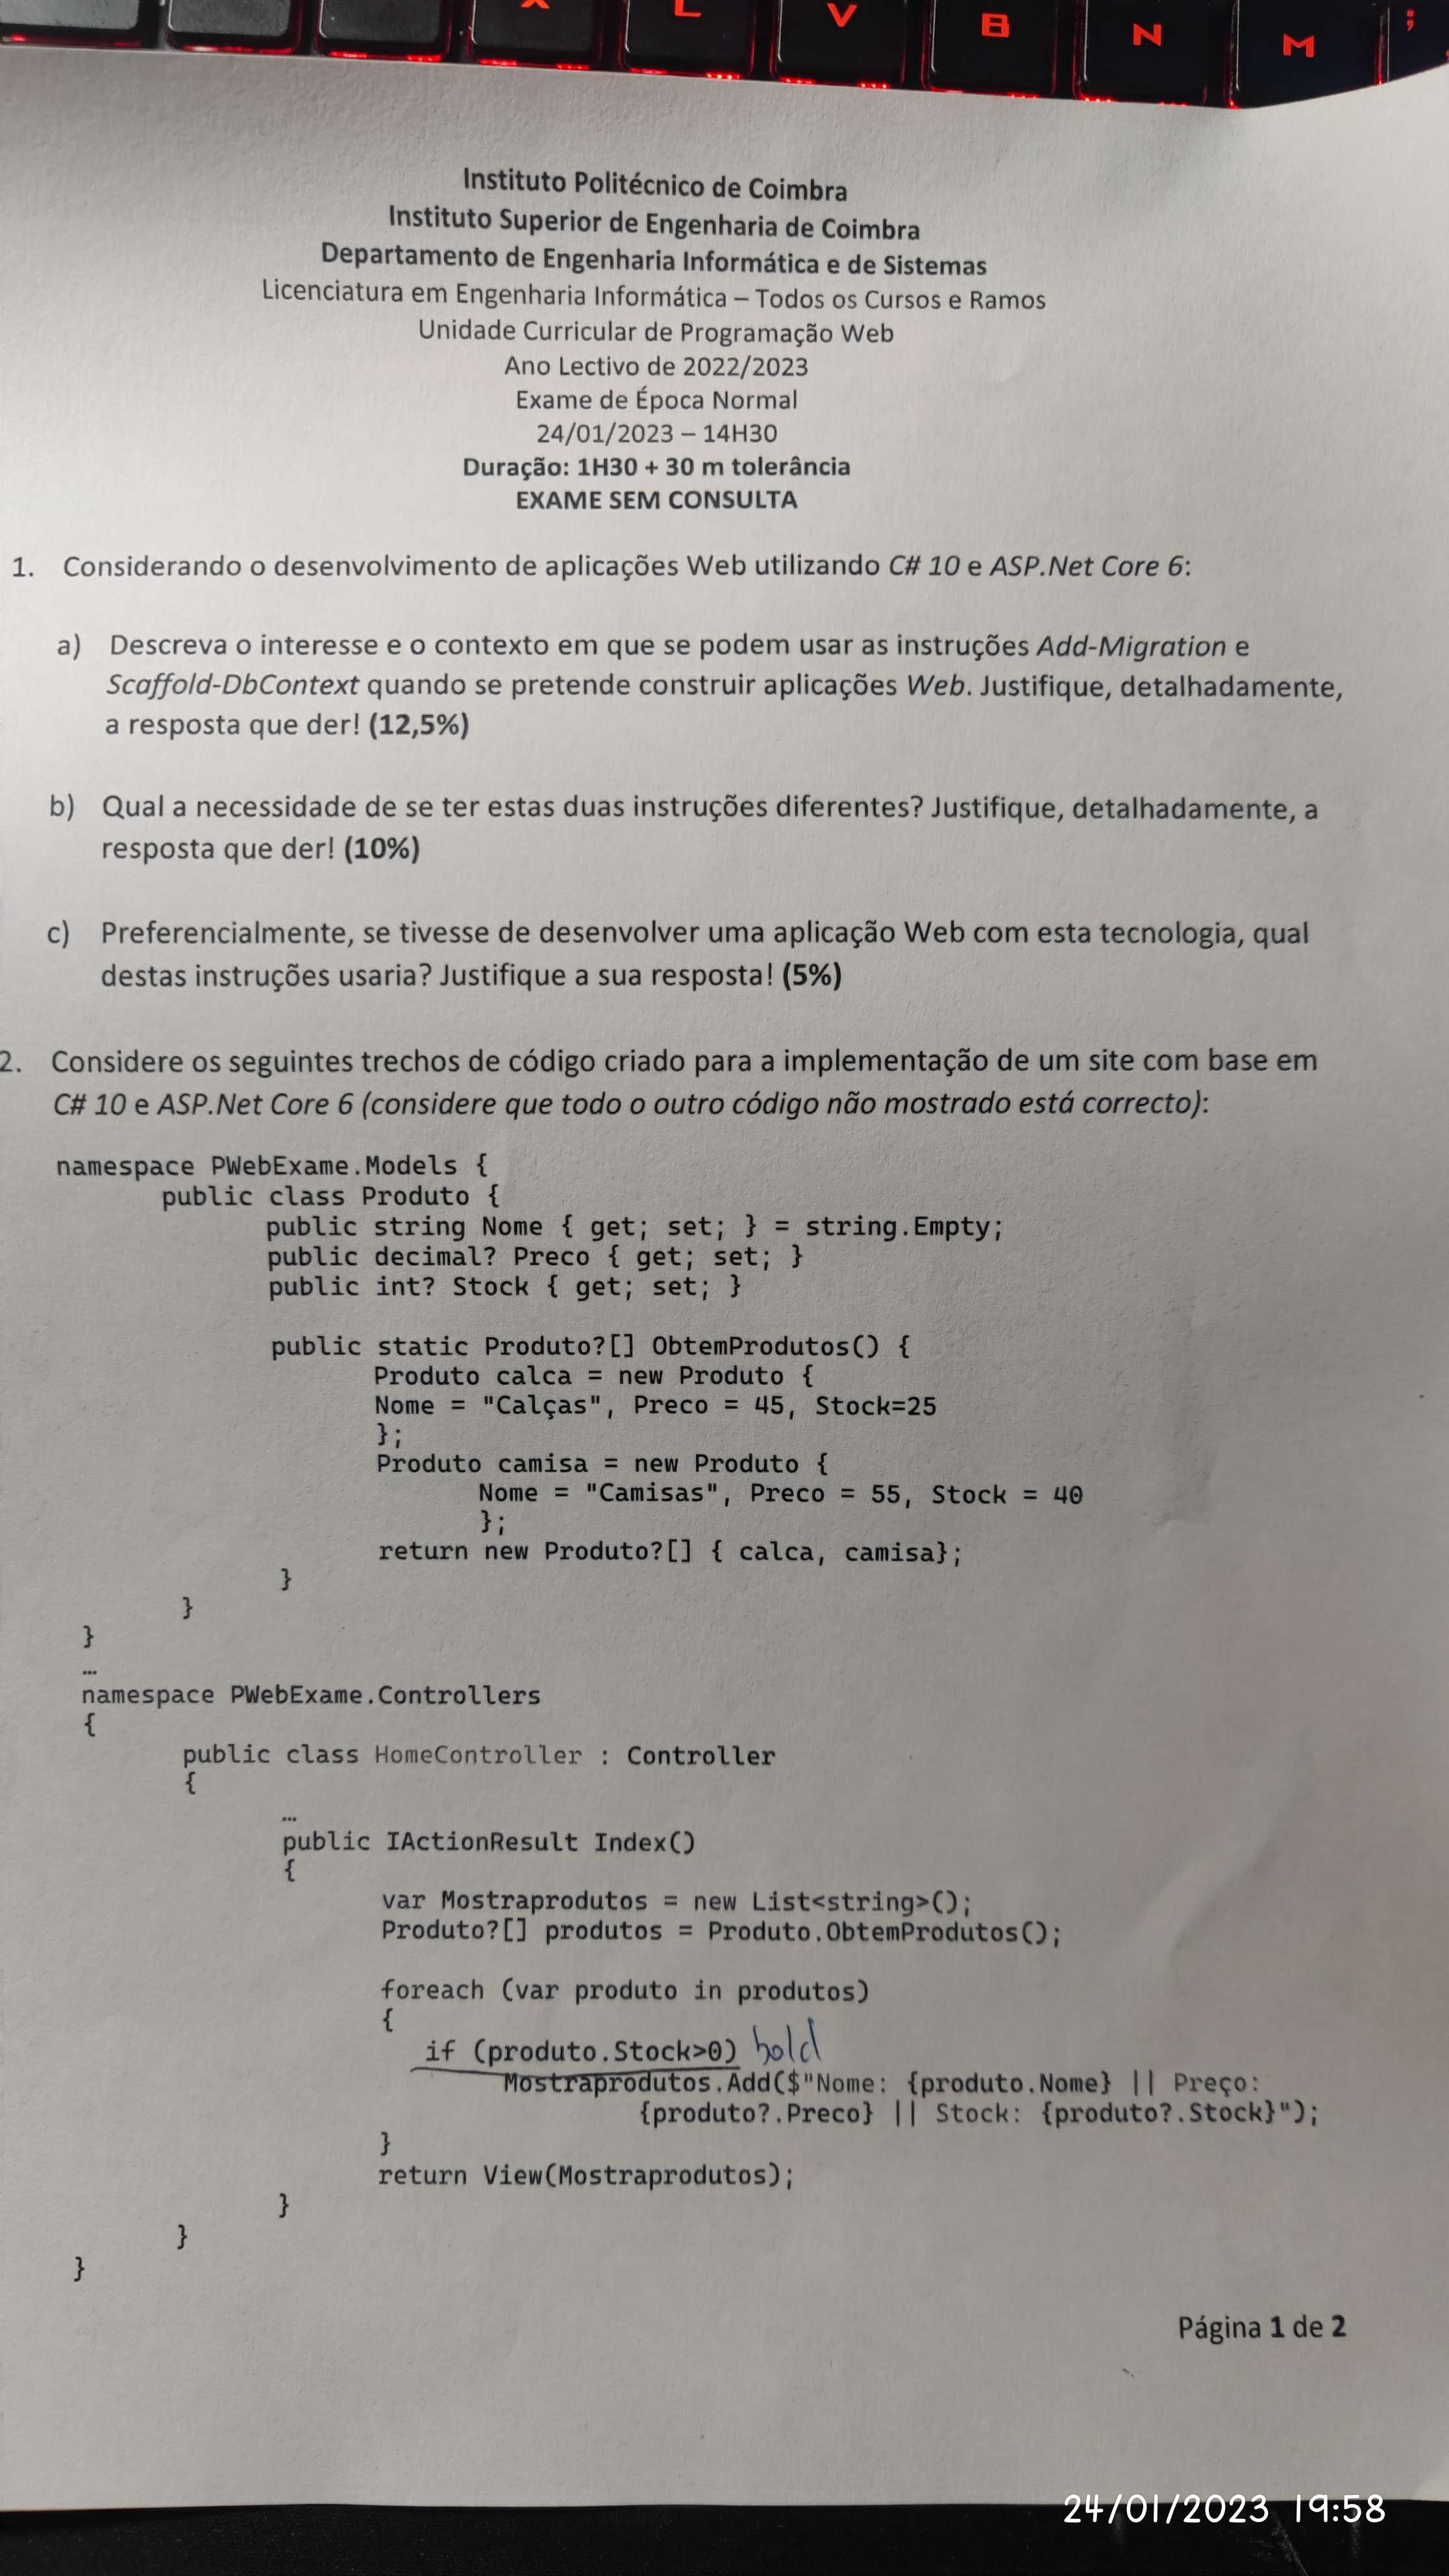 L
V
B
N
M
;
Instituto Politécnico de Coimbra
Instituto Superior de Engenharia de Coimbra
Departamento de Engenharia Informática e de Sistemas
Licenciatura em Engenharia Informática – Todos os Cursos e Ramos
Unidade Curricular de Programação Web
Ano Lectivo de 2022/2023
Exame de Época Normal
24/01/2023 – 14H30
Duração: 1H30 + 30 m tolerância
EXAME SEM CONSULTA
1. Considerando o desenvolvimento de aplicações Web utilizando C# 10 e ASP.Net Core 6:
a) Descreva o interesse e o contexto em que se podem usar as instruções Add-Migration e
Scaffold-DbContext quando se pretende construir aplicações Web. Justifique, detalhadamente,
a resposta que der! (12,5%)
b) Qual a necessidade de se ter estas duas instruções diferentes? Justifique, detalhadamente, a
resposta que der! (10%)
c) Preferencialmente, se tivesse de desenvolver uma aplicação Web com esta tecnologia, qual
destas instruções usaria? Justifique a sua resposta! (5%)
2. Considere os seguintes trechos de código criado para a implementação de um site com base em
C# 10 e ASP.Net Core 6 (considere que todo o outro código não mostrado está correcto):
namespace PWebExame.Models {
public class Produto {
public string Nome { get; set; } = string.Empty;
public decimal? Preco { get; set; }
public int? Stock { get; set; }
public static Produto?[] ObtemProdutos() {
Produto calca = new Produto {
Nome = "Calças", Preco = 45, Stock=25
};
Produto camisa = new Produto {
Nome = "Camisas", Preco = 55, Stock = 40
};
return new Produto?[] { calca, camisa};
}
}
}
…
namespace PWebExame.Controllers
{
public class HomeController : Controller
{
…
public IActionResult Index()
{
var Mostraprodutos = new List<string>();
Produto?[] produtos = Produto.ObtemProdutos();
foreach (var produto in produtos)
{
if (produto.Stock>0) bold
Mostraprodutos.Add($"Nome: {produto.Nome} || Preço:
{produto?.Preco} || Stock: {produto?.Stock}");
}
return View(Mostraprodutos);
}
}
}
Página 1 de 2
24/01/2023 19:58